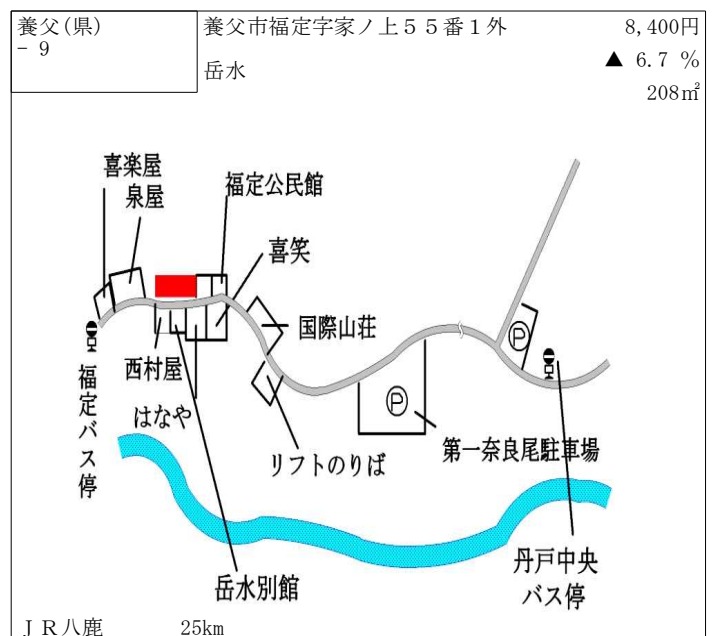 養父(県)
- 9
養父市福定字家ノ上５５番１外
岳水
8,400円
▲ 6.7 %
208㎡
喜楽屋
泉屋
福定公民館
喜笑
国際山荘
西村屋
はなや
福定バス停
リフトのりば
Ⓟ
Ⓟ
第一奈良尾駐車場
岳水別館
丹戸中央
バス停
ＪＲ八鹿 25km